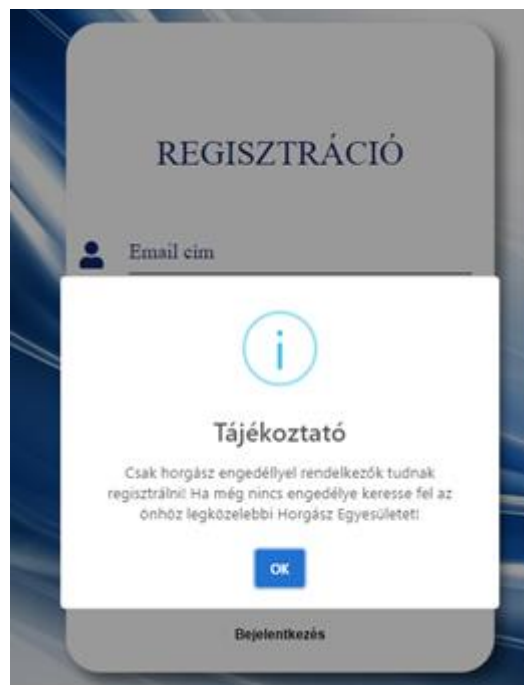 REGISZTRÁCIÓ
Email cím
i
Tájékoztató
Csak horgász engedéllyel rendelkezők tudnak
regisztrálni! Ha még nincs engedélye keresse fel az
önhöz legközelebbi Horgász Egyesületet!
OK
Bejelentkezés